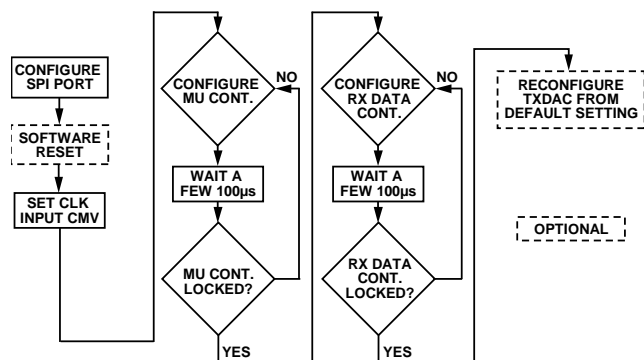 CONFIGURE
SPI PORT
SOFTWARE
RESET
SET CLK
INPUT CMV
CONFIGURE
MU CONT.
NO
WAIT A
FEW 100µs
MU CONT.
LOCKED?
YES
CONFIGURE
RX DATA
CONT.
NO
WAIT A
FEW 100µs
RX DATA
CONT.
LOCKED?
YES
RECONFIGURE
TXDAC FROM
DEFAULT SETTING
OPTIONAL